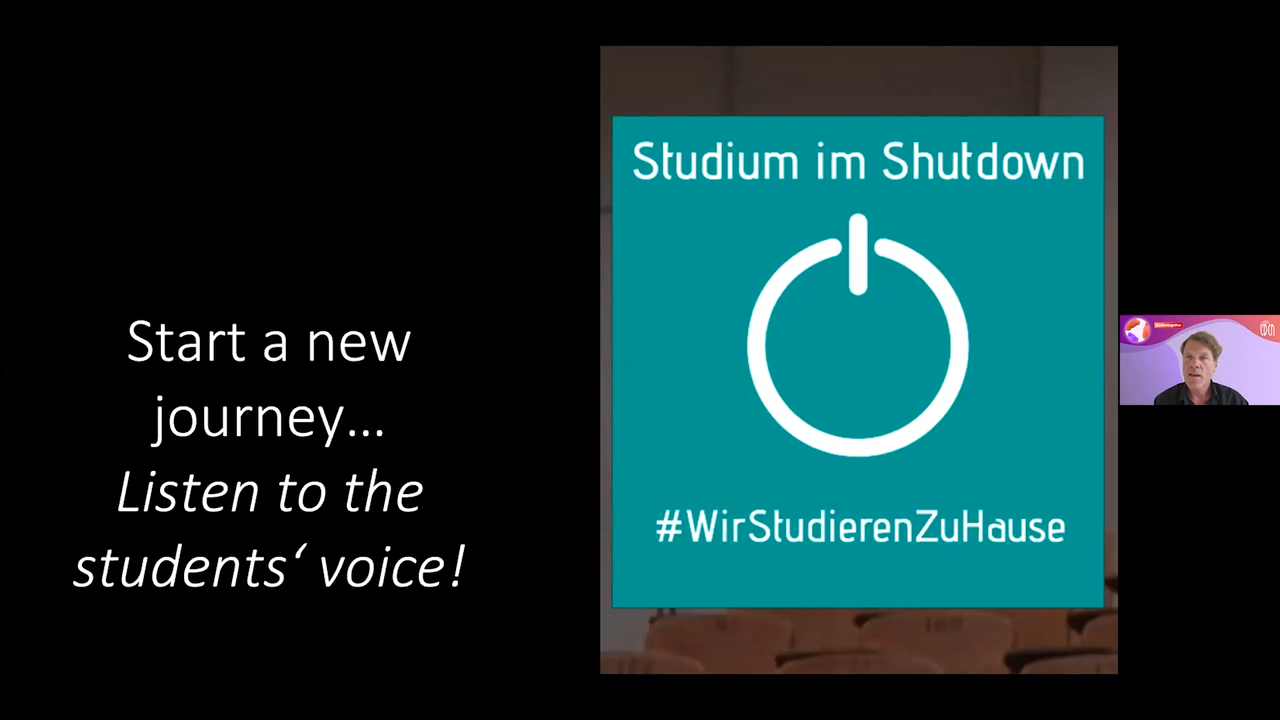 Start a new
journey...
Listen to the
students‘ voice!
Studium im Shutdown
#WirStudierenZuHause